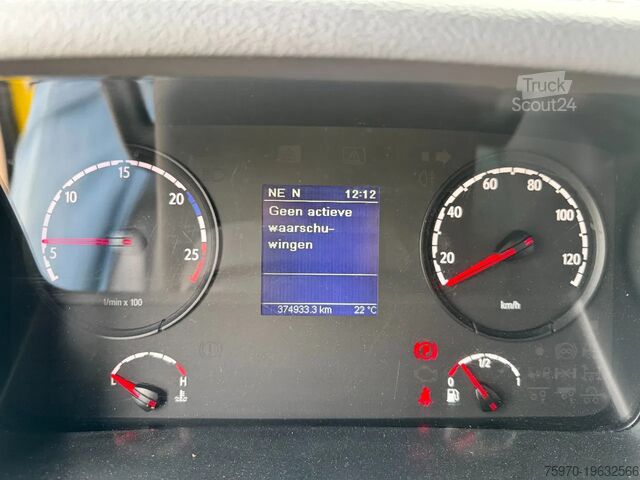 Truck
Scout24
NE N 12:12
Geen actieve
waarschu-
wingen
374933.3 km 22 °C
5 10 15 20 25
1/min x 100
20 40 60 80 100 120
km/h
H
0 1/2 1
75970-19632566